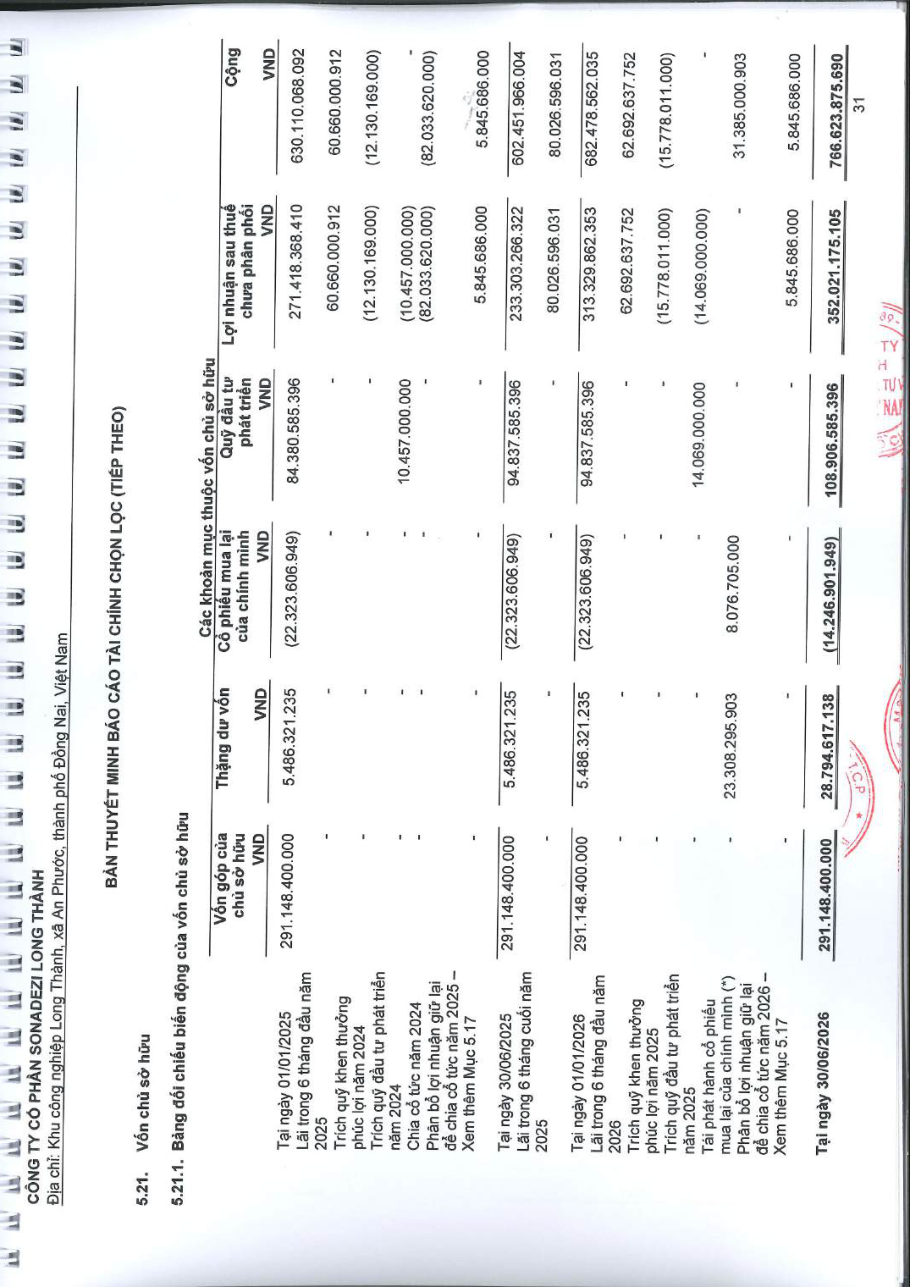 CÔNG TY CỔ PHẦN SONADEZI LONG THÀNH
Địa chỉ: Khu công nghiệp Long Thành, xã An Phước, thành phố Đồng Nai, Việt Nam
BẢN THUYẾT MINH BÁO CÁO TÀI CHÍNH CHỌN LỌC (TIẾP THEO)
5.21. Vốn chủ sở hữu
5.21.1. Bảng đối chiếu biến động của vốn chủ sở hữu
Các khoản mục thuộc vốn chủ sở hữu
Vốn góp của Thặng dư vốn Cổ phiếu mua lại Quỹ đầu tư Lợi nhuận sau thuế Cộng
chủ sở hữu của chính mình phát triển chưa phân phối
VND VND VND VND VND VND
Tại ngày 01/01/2025 291.148.400.000 5.486.321.235 (22.323.606.949) 84.380.585.396 271.418.368.410 630.110.068.092
Lãi trong 6 tháng đầu năm
2025 - - - - 60.660.000.912 60.660.000.912
Trích quỹ khen thưởng
phúc lợi năm 2024 - - - - (12.130.169.000) (12.130.169.000)
Trích quỹ đầu tư phát triển
năm 2024 - - - 10.457.000.000 (10.457.000.000) -
Chia cổ tức năm 2024 - - - - (82.033.620.000) (82.033.620.000)
Phân bổ lợi nhuận giữ lại
để chia cổ tức năm 2025 –
Xem thêm Mục 5.17 - - - - 5.845.686.000 5.845.686.000
Tại ngày 30/06/2025 291.148.400.000 5.486.321.235 (22.323.606.949) 94.837.585.396 233.303.266.322 602.451.966.004
Lãi trong 6 tháng cuối năm
2025 - - - - 80.026.596.031 80.026.596.031
Tại ngày 01/01/2026 291.148.400.000 5.486.321.235 (22.323.606.949) 94.837.585.396 313.329.862.353 682.478.562.035
Lãi trong 6 tháng đầu năm
2026 - - - - 62.692.637.752 62.692.637.752
Trích quỹ khen thưởng
phúc lợi năm 2025 - - - - (15.778.011.000) (15.778.011.000)
Trích quỹ đầu tư phát triển
năm 2025 - - - 14.069.000.000 (14.069.000.000) -
Tái phát hành cổ phiếu
mua lại của chính mình (*) - 23.308.295.903 8.076.705.000 - - 31.385.000.903
Phân bổ lợi nhuận giữ lại
để chia cổ tức năm 2026 –
Xem thêm Mục 5.17 - - - - 5.845.686.000 5.845.686.000
Tại ngày 30/06/2026 291.148.400.000 28.794.617.138 (14.246.901.949) 108.906.585.396 352.021.175.105 766.623.875.690
31
T.C.P
TY
TƯ V
NAM